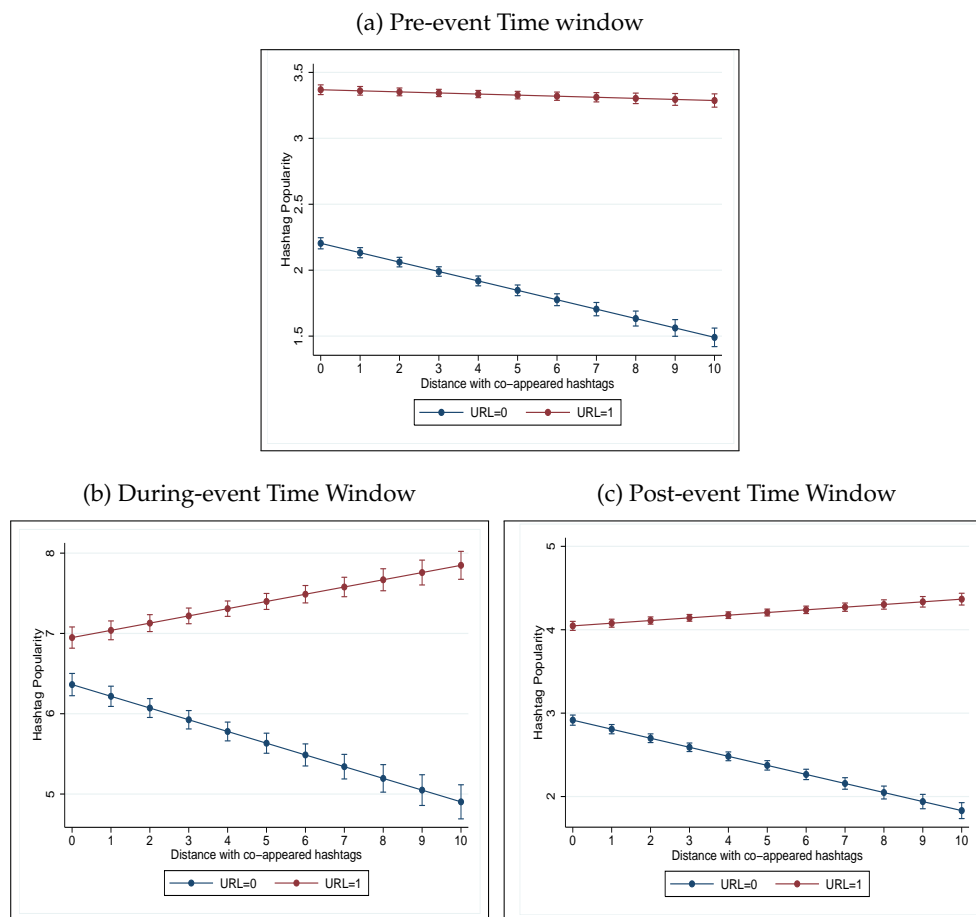 (a) Pre-event Time window
Hashtag Popularity
3.5
3
2.5
2
1.5
0 1 2 3 4 5 6 7 8 9 10
Distance with co-appeared hashtags
URL=0 URL=1
(b) During-event Time Window
Hashtag Popularity
8
7
6
5
0 1 2 3 4 5 6 7 8 9 10
Distance with co-appeared hashtags
URL=0 URL=1
(c) Post-event Time Window
Hashtag Popularity
5
4
3
2
0 1 2 3 4 5 6 7 8 9 10
Distance with co-appeared hashtags
URL=0 URL=1